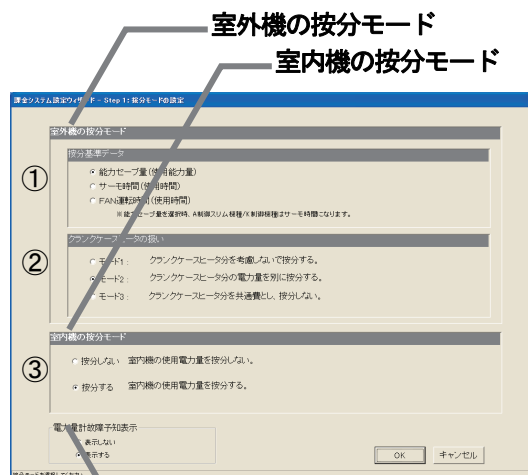 室外機の按分モード
室内機の按分モード
課金システム設定ウィザード - Step 1: 按分モードの設定
室外機の按分モード
按分基準データ
①
能力セーブ量(使用能力量)
サーモ時間(使用時間)
FAN運転時間(使用時間)
※能力セーブ量を選択時、A制御スリム機種/K制御機種はサーモ時間になります。
クランクケースヒータの扱い
②
モード1: クランクケースヒータ分を考慮しないで按分する。
モード2: クランクケースヒータ分の電力量を別に按分する。
モード3: クランクケースヒータ分を共通費とし、按分しない。
室内機の按分モード
③
按分しない 室内機の使用電力量を按分しない。
按分する 室内機の使用電力量を按分する。
電力量計故障予知表示
表示しない
表示する
OK キャンセル
按分モードを選択してください